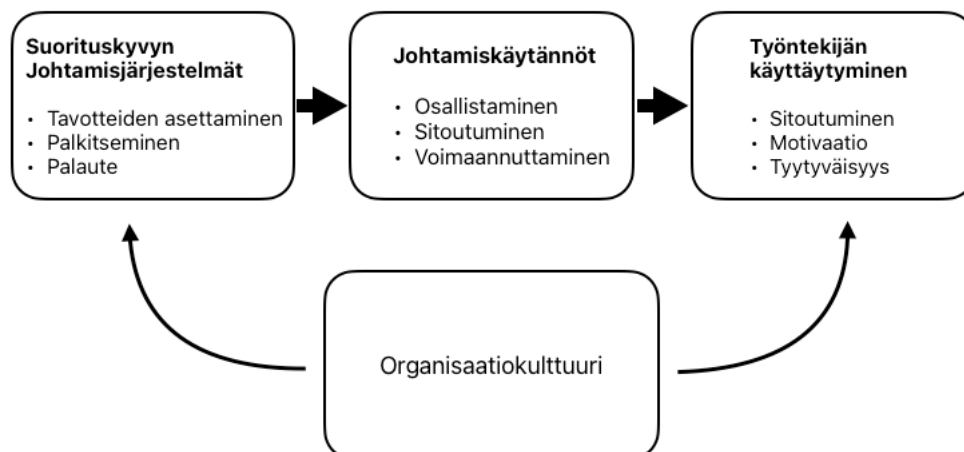 Suorituskyvyn
Johtamisjärjestelmät
• Tavotteiden asettaminen
• Palkitseminen
• Palaute
Johtamiskäytännöt
• Osallistaminen
• Sitoutuminen
• Voimaannuttaminen
Työntekijän
käyttäytyminen
• Sitoutuminen
• Motivaatio
• Tyytyväisyys
Organisaatiokulttuuri